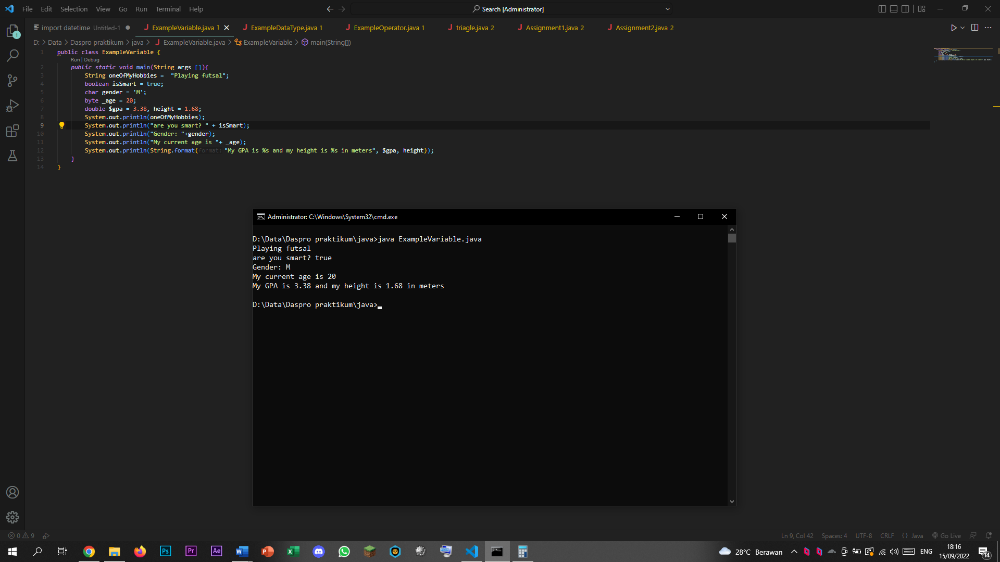 File Edit Selection View Go Run Terminal Help
Search [Administrator]
import datetime Untitled-1
ExampleVariable.java 1
ExampleDataType.java 1
ExampleOperator.java 1
triagle.java 2
Assignment1.java 2
Assignment2.java 2
D: > Data > Daspro praktikum > java > ExampleVariable.java > ExampleVariable > main(String[])
1 public class ExampleVariable {
Run | Debug
2 public static void main(String args []){
3 String oneOfMyHobbies =  "Playing futsal";
4 boolean isSmart = true;
5 char gender = 'M';
6 byte _age = 20;
7 double $gpa = 3.38, height = 1.68;
8 System.out.println(oneOfMyHobbies);
9 System.out.println("are you smart? " + isSmart);
10 System.out.println("Gender: "+gender);
11 System.out.println("My current age is "+ _age);
12 System.out.println(String.format(format: "My GPA is %s and my height is %s in meters", $gpa, height));
13 }
14 }
Administrator: C:\Windows\System32\cmd.exe
D:\Data\Daspro praktikum\java>java ExampleVariable.java
Playing futsal
are you smart? true
Gender: M
My current age is 20
My GPA is 3.38 and my height is 1.68 in meters
D:\Data\Daspro praktikum\java>
1
0 9
Ln 9, Col 42 Spaces: 4 UTF-8 CRLF { } Java Go Live
Ps Pr Ae
28°C Berawan
ENG
18:16
15/09/2022
14